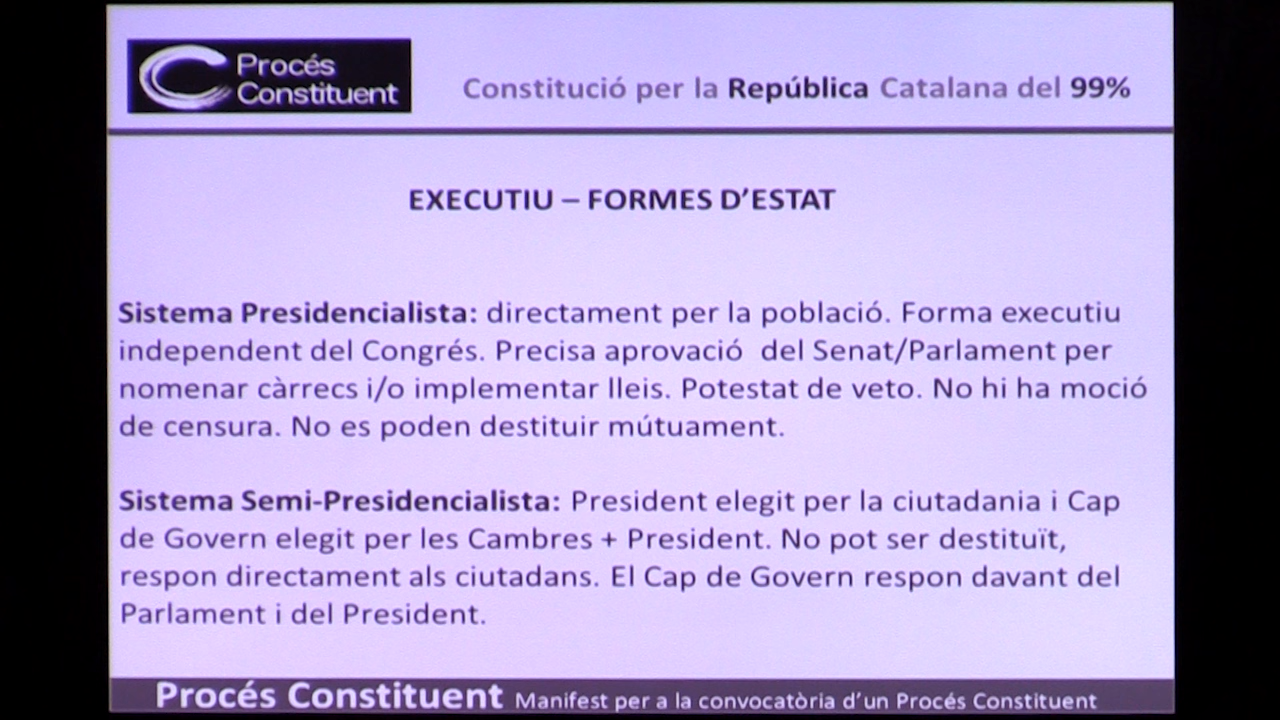 Procés
Constituent
Constitució per la República Catalana del 99%
EXECUTIU – FORMES D’ESTAT
Sistema Presidencialista: directament per la població. Forma executiu
independent del Congrés. Precisa aprovació del Senat/Parlament per
nomenar càrrecs i/o implementar lleis. Potestat de veto. No hi ha moció
de censura. No es poden destituir mútuament.
Sistema Semi-Presidencialista: President elegit per la ciutadania i Cap
de Govern elegit per les Cambres + President. No pot ser destituït,
respon directament als ciutadans. El Cap de Govern respon davant del
Parlament i del President.
Procés Constituent Manifest per a la convocatòria d’un Procés Constituent